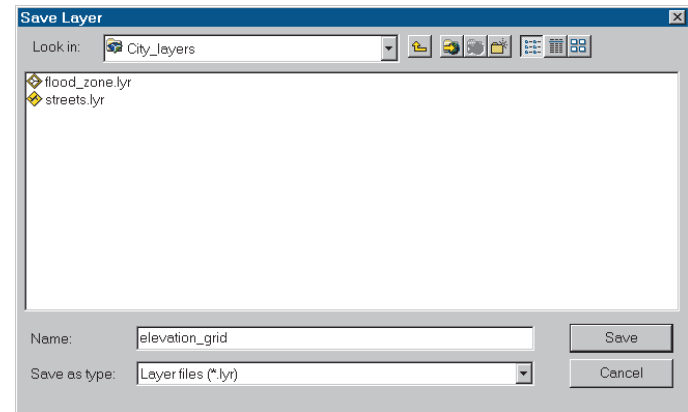 Save Layer
Look in: City_layers
flood_zone.lyr
streets.lyr
Name: elevation_grid Save
Save as type: Layer files (*.lyr) Cancel